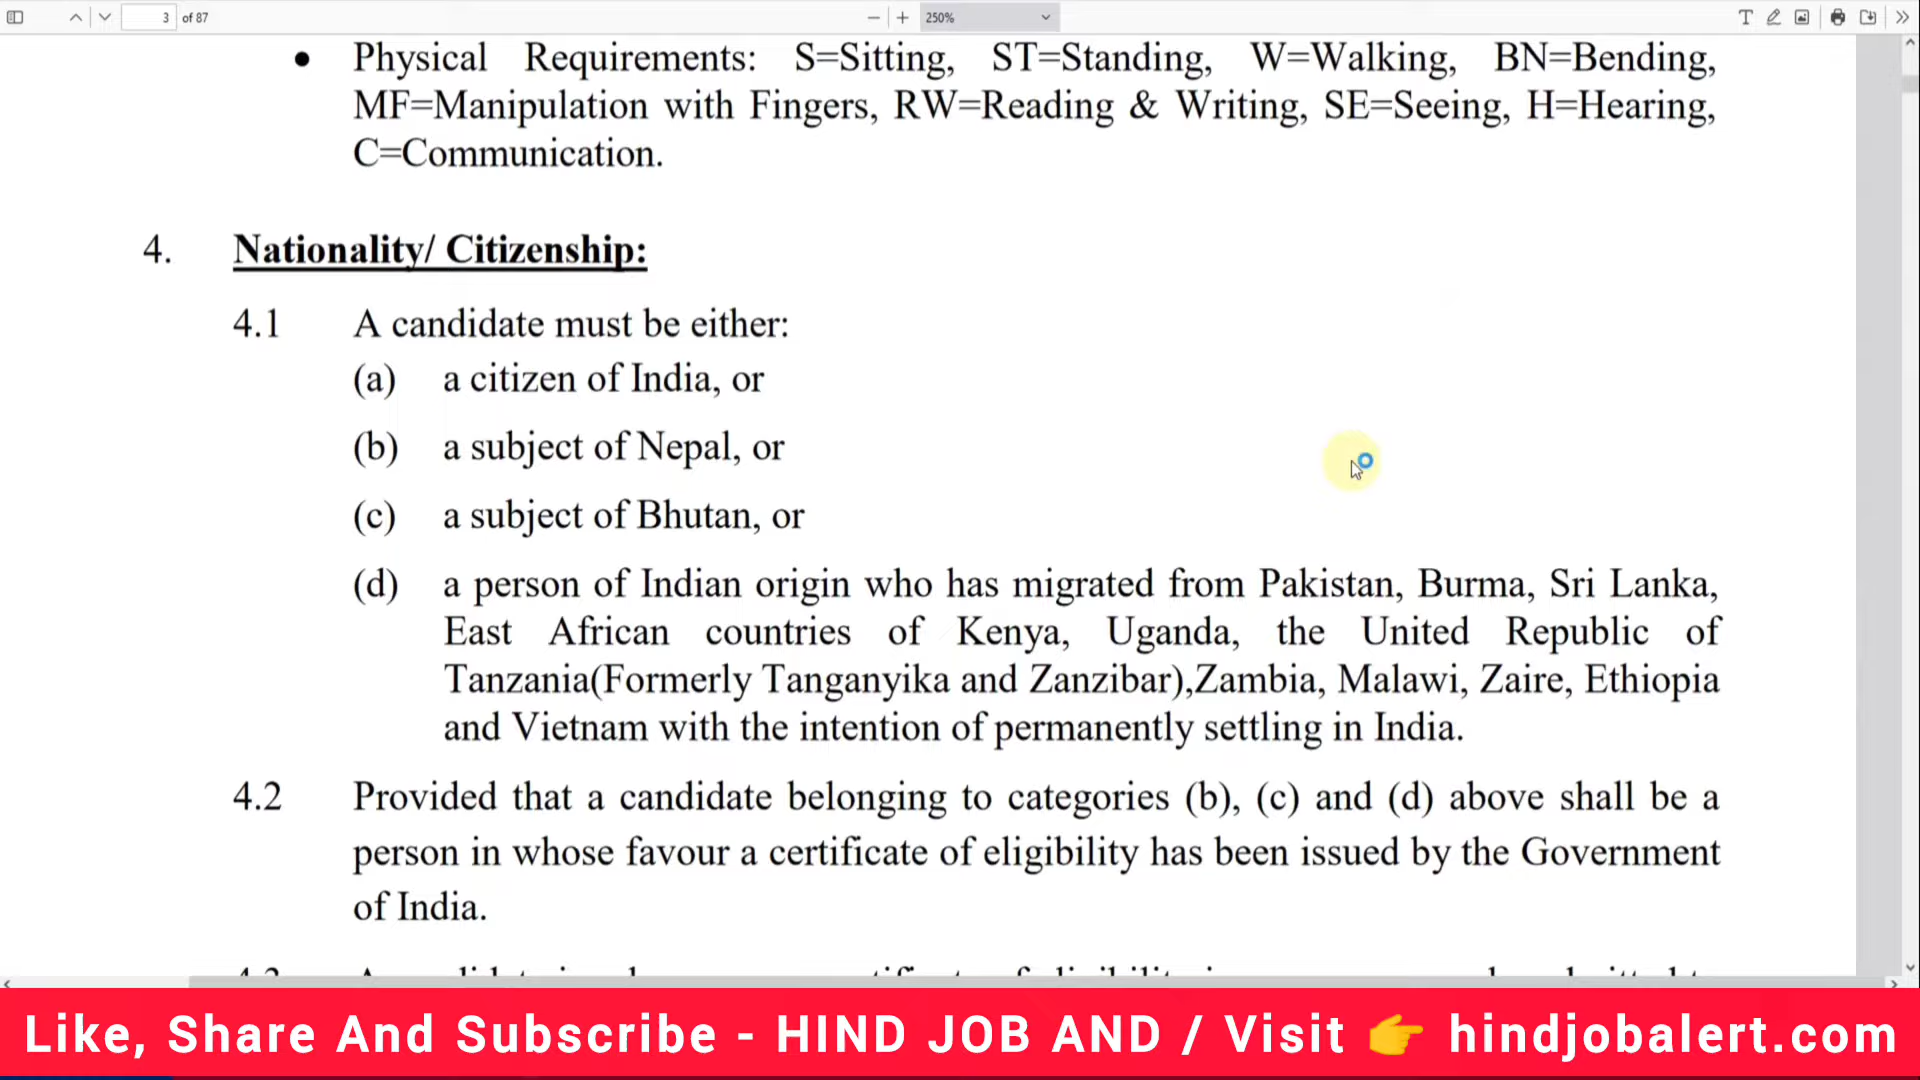 3 of 87 250%
• Physical Requirements: S=Sitting, ST=Standing, W=Walking, BN=Bending,
MF=Manipulation with Fingers, RW=Reading & Writing, SE=Seeing, H=Hearing,
C=Communication.
4. Nationality/ Citizenship:
4.1 A candidate must be either:
(a) a citizen of India, or
(b) a subject of Nepal, or
(c) a subject of Bhutan, or
(d) a person of Indian origin who has migrated from Pakistan, Burma, Sri Lanka,
East African countries of Kenya, Uganda, the United Republic of
Tanzania(Formerly Tanganyika and Zanzibar),Zambia, Malawi, Zaire, Ethiopia
and Vietnam with the intention of permanently settling in India.
4.2 Provided that a candidate belonging to categories (b), (c) and (d) above shall be a
person in whose favour a certificate of eligibility has been issued by the Government
of India.
Like, Share And Subscribe - HIND JOB AND / Visit 👉 hindjobalert.com